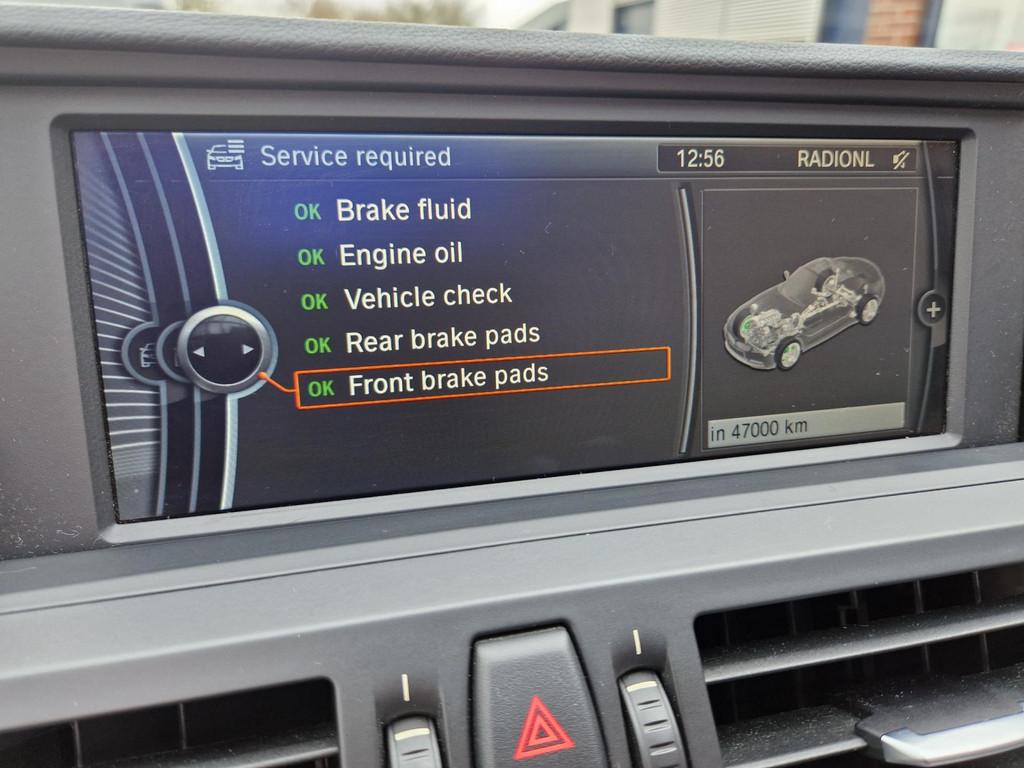 Service required
12:56 RADIONL
OK Brake fluid
OK Engine oil
OK Vehicle check
OK Rear brake pads
OK Front brake pads
in 47000 km